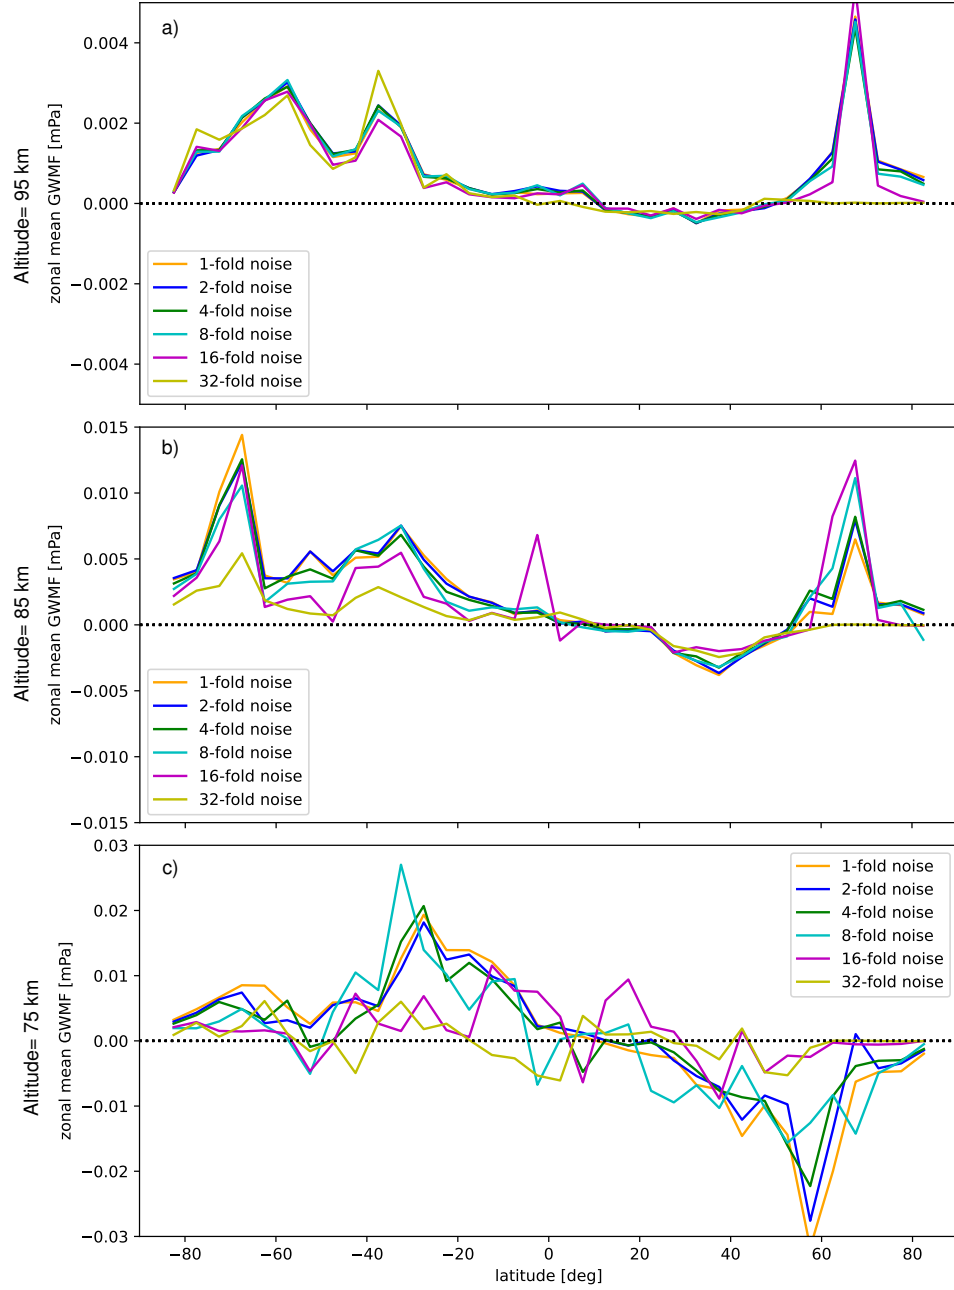 a)
0.004
0.002
0.000
−0.002
−0.004
Altitude= 95 km
zonal mean GWMF [mPa]
1-fold noise
2-fold noise
4-fold noise
8-fold noise
16-fold noise
32-fold noise
b)
0.015
0.010
0.005
0.000
−0.005
−0.010
−0.015
Altitude= 85 km
zonal mean GWMF [mPa]
1-fold noise
2-fold noise
4-fold noise
8-fold noise
16-fold noise
32-fold noise
c)
0.03
0.02
0.01
0.00
−0.01
−0.02
−0.03
Altitude= 75 km
zonal mean GWMF [mPa]
1-fold noise
2-fold noise
4-fold noise
8-fold noise
16-fold noise
32-fold noise
−80 −60 −40 −20 0 20 40 60 80
latitude [deg]